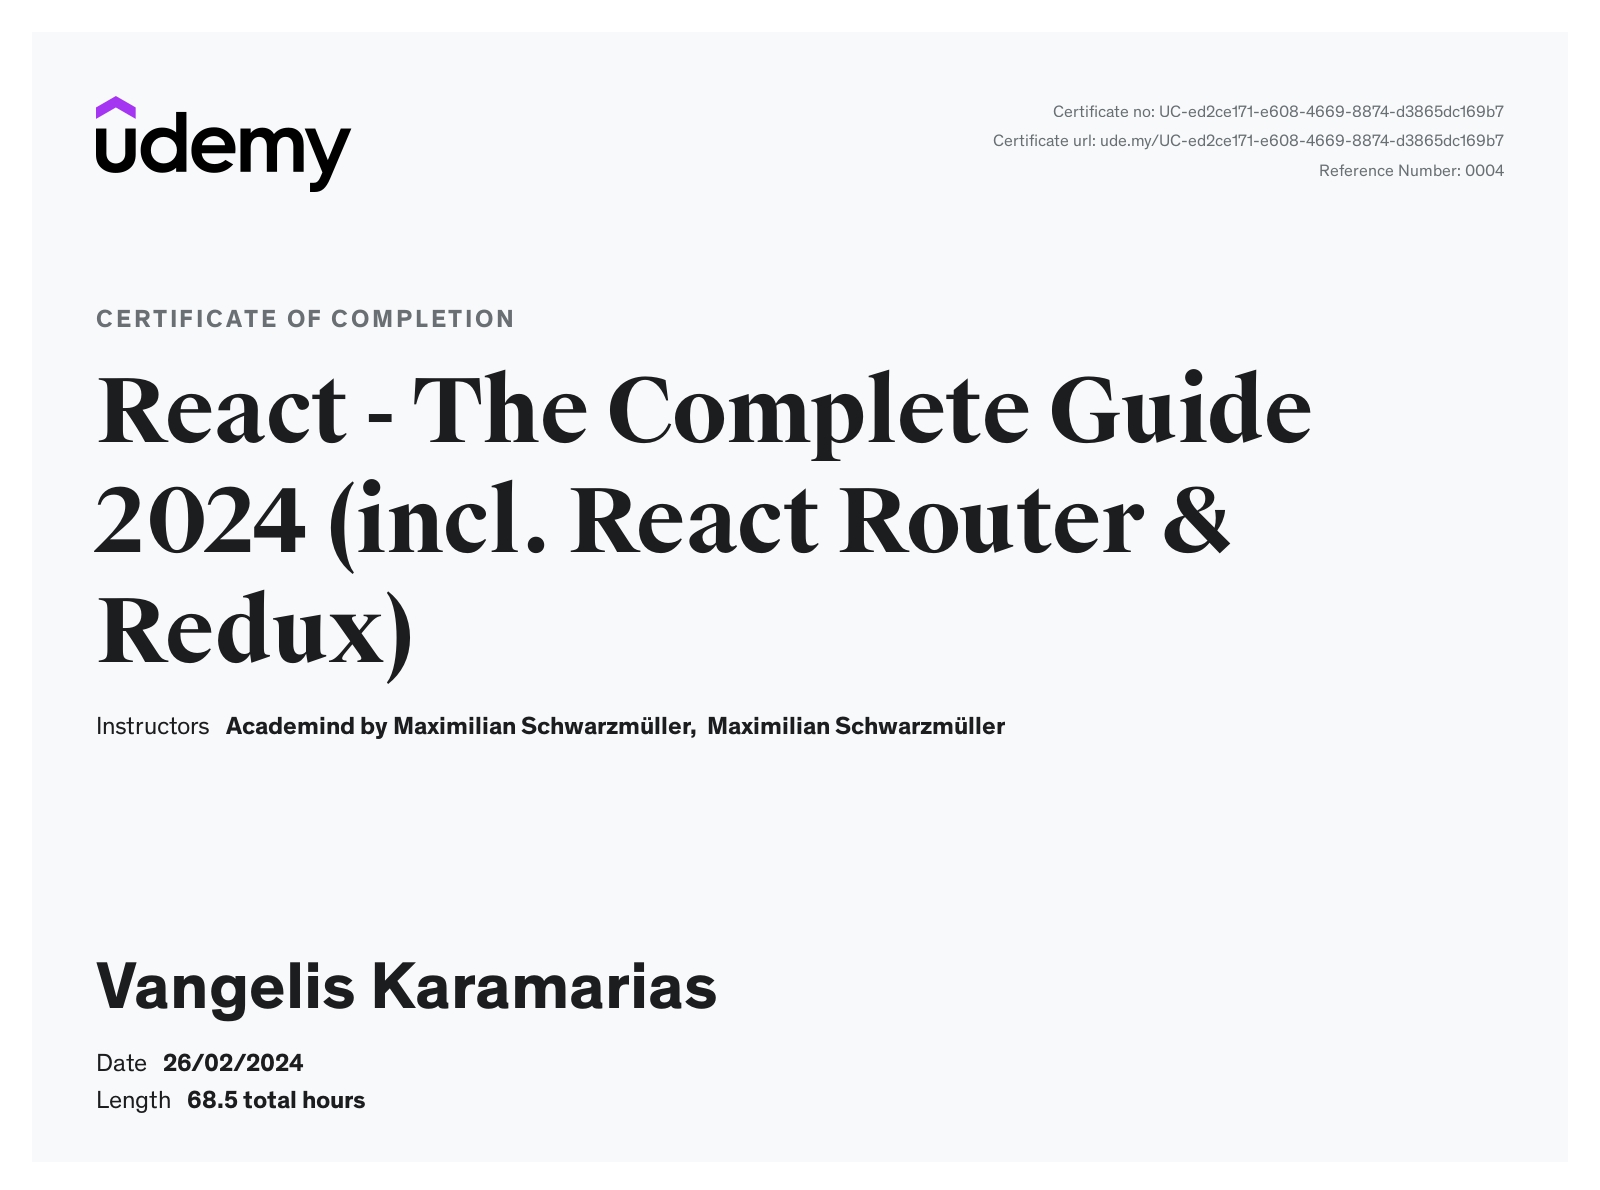 udemy
Certificate no: UC-ed2ce171-e608-4669-8874-d3865dc169b7
Certificate url: ude.my/UC-ed2ce171-e608-4669-8874-d3865dc169b7
Reference Number: 0004
CERTIFICATE OF COMPLETION
React - The Complete Guide
2024 (incl. React Router &
Redux)
Instructors Academind by Maximilian Schwarzmüller, Maximilian Schwarzmüller
Vangelis Karamarias
Date 26/02/2024
Length 68.5 total hours